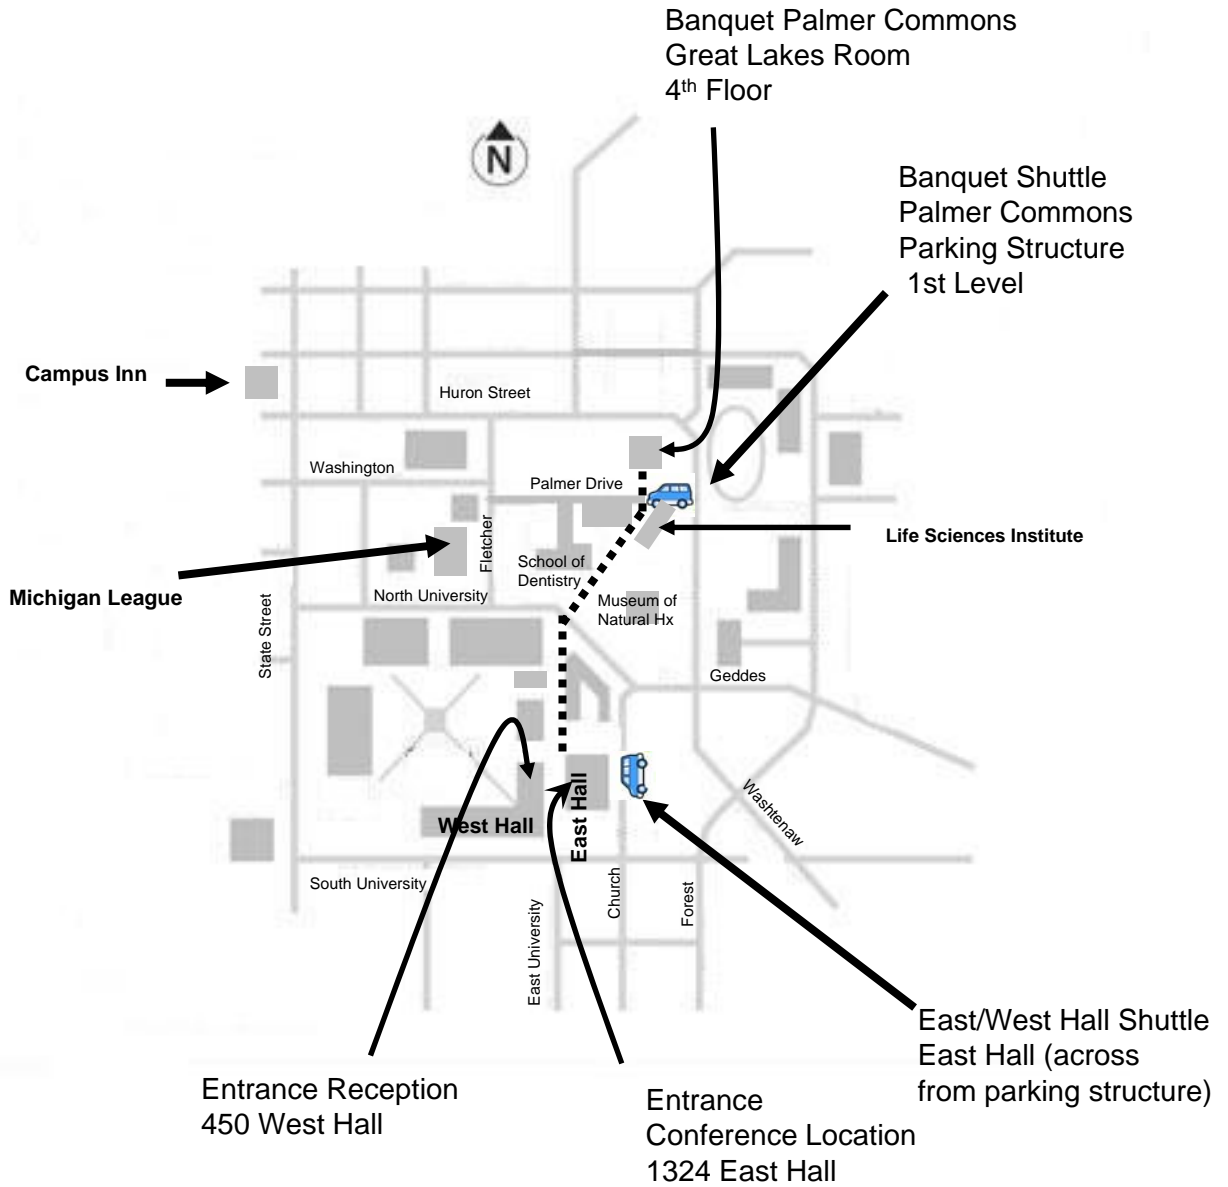 Banquet Palmer Commons
Great Lakes Room
4th Floor
N
Banquet Shuttle
Palmer Commons
Parking Structure
1st Level
Campus Inn
Huron Street
Washington
Palmer Drive
Fletcher
Life Sciences Institute
School of
Dentistry
Michigan League
North University
Museum of
Natural Hx
State Street
Geddes
West Hall
East Hall
Washtenaw
South University
East University
Church
Forest
East/West Hall Shuttle
East Hall (across
from parking structure)
Entrance Reception
450 West Hall
Entrance
Conference Location
1324 East Hall